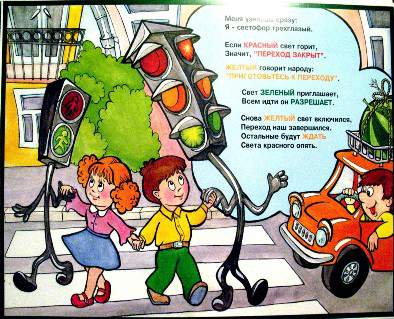 Меня узнаешь сразу:
Я - светофор трехглазый.
Если КРАСНЫЙ свет горит,
Значит, "ПЕРЕХОД ЗАКРЫТ".
ЖЕЛТЫЙ говорит народу:
"ПРИГОТОВЬТЕСЬ К ПЕРЕХОДУ".
Свет ЗЕЛЕНЫЙ приглашает,
Всем идти он РАЗРЕШАЕТ.
Снова ЖЕЛТЫЙ свет включился,
Переход наш завершился.
Остальные будут ЖДАТЬ
Света красного опять.